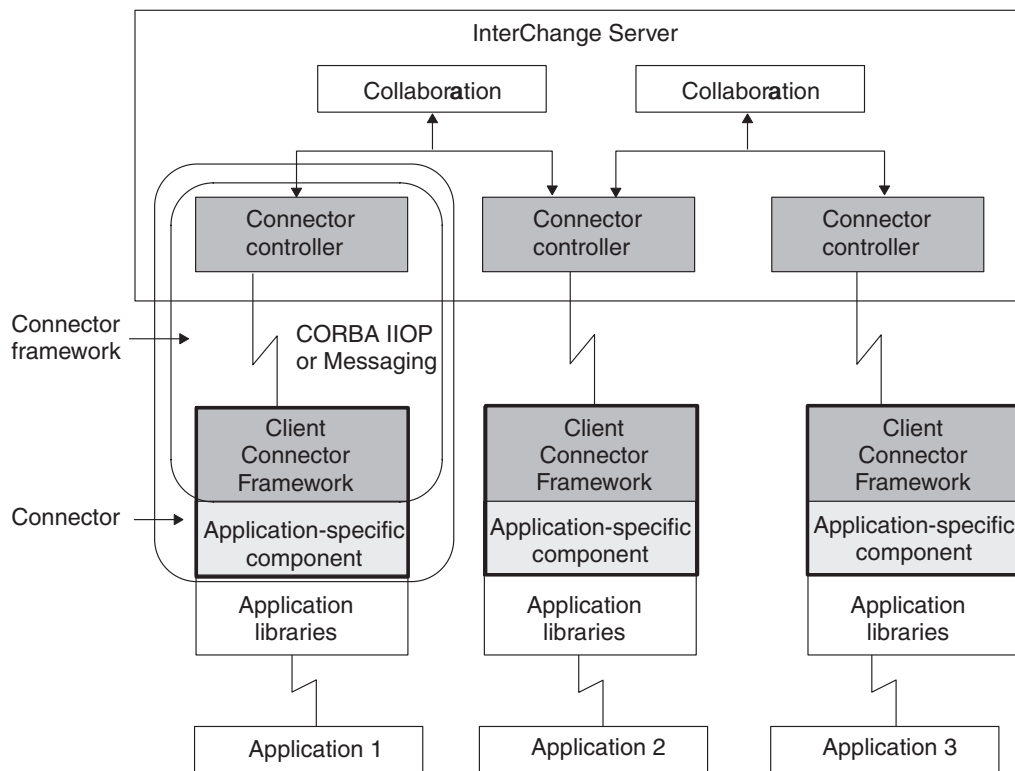 InterChange Server
Collaboration
Collaboration
Connector
controller
Connector
controller
Connector
controller
Connector
framework
CORBA IIOP
or Messaging
Client
Connector
Framework
Client
Connector
Framework
Client
Connector
Framework
Connector
Application-specific
component
Application-specific
component
Application-specific
component
Application
libraries
Application
libraries
Application
libraries
Application 1
Application 2
Application 3